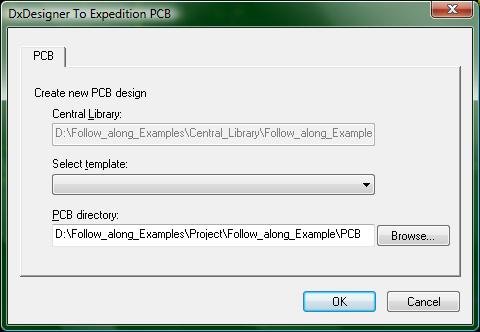 DxDesigner To Expedition PCB
PCB
Create new PCB design
Central Library:
D:\Follow_along_Examples\Central_Library\Follow_along_Example
Select template:
PCB directory:
D:\Follow_along_Examples\Project\Follow_along_Example\PCB
Browse...
OK
Cancel